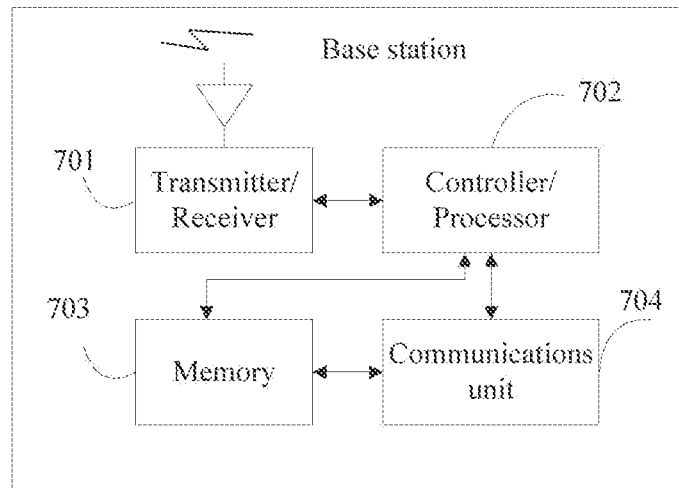 Base station
702
701
Transmitter/
Receiver
Controller/
Processor
703
704
Memory
Communications
unit